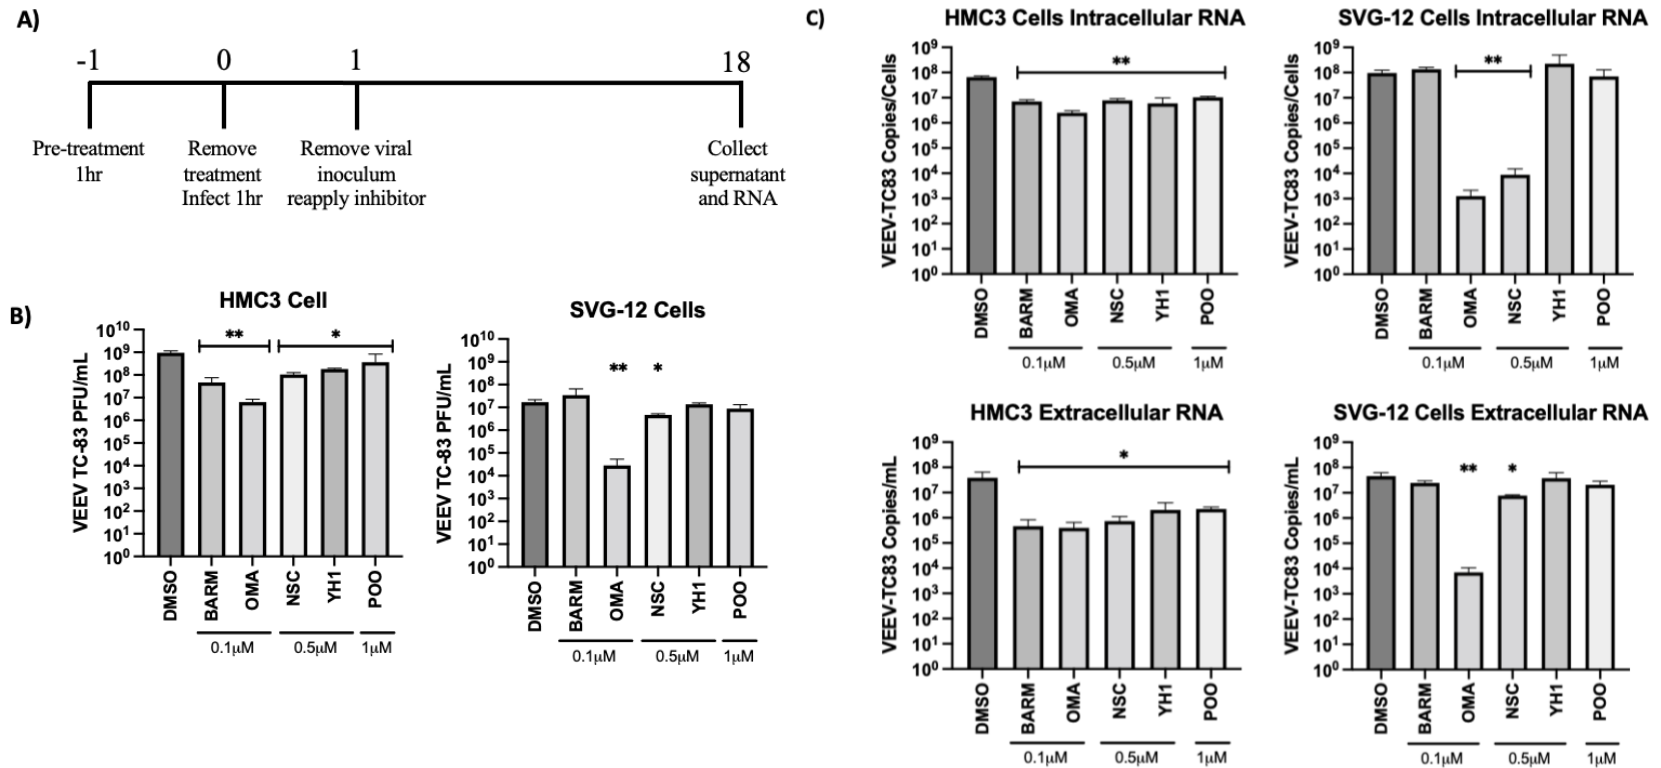 A)
-1 0 1 18
Pre-treatment
1hr
Remove
treatment
Infect 1hr
Remove viral
inoculum
reapply inhibitor
Collect
supernatant
and RNA
B)
HMC3 Cell
VEEV TC-83 PFU/mL
10¹⁰
10⁹
10⁸
10⁷
10⁶
10⁵
10⁴
10³
10²
10¹
10⁰
** *
DMSO BARM OMA NSC YH1 POO
0.1µM 0.5µM 1µM
SVG-12 Cells
VEEV TC-83 PFU/mL
10¹⁰
10⁹
10⁸
10⁷
10⁶
10⁵
10⁴
10³
10²
10¹
10⁰
** *
DMSO BARM OMA NSC YH1 POO
0.1µM 0.5µM 1µM
C)
HMC3 Cells Intracellular RNA
VEEV-TC83 Copies/Cells
10⁹
10⁸
10⁷
10⁶
10⁵
10⁴
10³
10²
10¹
10⁰
**
DMSO BARM OMA NSC YH1 POO
0.1µM 0.5µM 1µM
SVG-12 Cells Intracellular RNA
VEEV-TC83 Copies/Cells
10⁹
10⁸
10⁷
10⁶
10⁵
10⁴
10³
10²
10¹
10⁰
**
DMSO BARM OMA NSC YH1 POO
0.1µM 0.5µM 1µM
HMC3 Extracellular RNA
VEEV-TC83 Copies/mL
10⁹
10⁸
10⁷
10⁶
10⁵
10⁴
10³
10²
10¹
10⁰
*
DMSO BARM OMA NSC YH1 POO
0.1µM 0.5µM 1µM
SVG-12 Cells Extracellular RNA
VEEV-TC83 Copies/mL
10⁹
10⁸
10⁷
10⁶
10⁵
10⁴
10³
10²
10¹
10⁰
** *
DMSO BARM OMA NSC YH1 POO
0.1µM 0.5µM 1µM